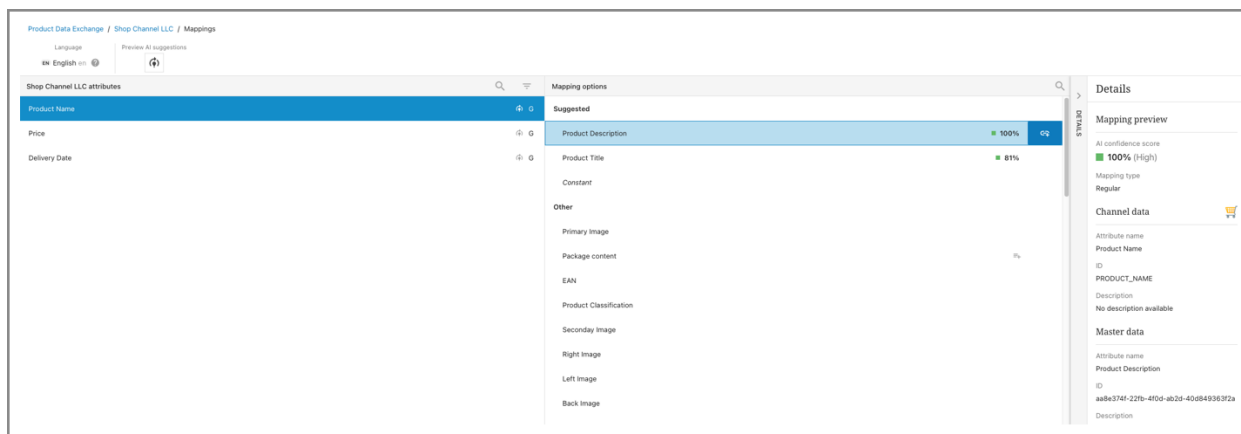 Product Data Exchange / Shop Channel LLC / Mappings
Language
Preview AI suggestions
EN English en
Shop Channel LLC attributes
Product Name G
Price G
Delivery Date G
Mapping options
Suggested
Product Description 100%
Product Title 81%
Constant
Other
Primary Image
Package content
EAN
Product Classification
Seconday Image
Right Image
Left Image
Back Image
DETAILS
Details
Mapping preview
AI confidence score
100% (High)
Mapping type
Regular
Channel data
Attribute name
Product Name
ID
PRODUCT_NAME
Description
No description available
Master data
Attribute name
Product Description
ID
aa8e374f-22fb-4f0d-ab2d-40d849363f2a
Description